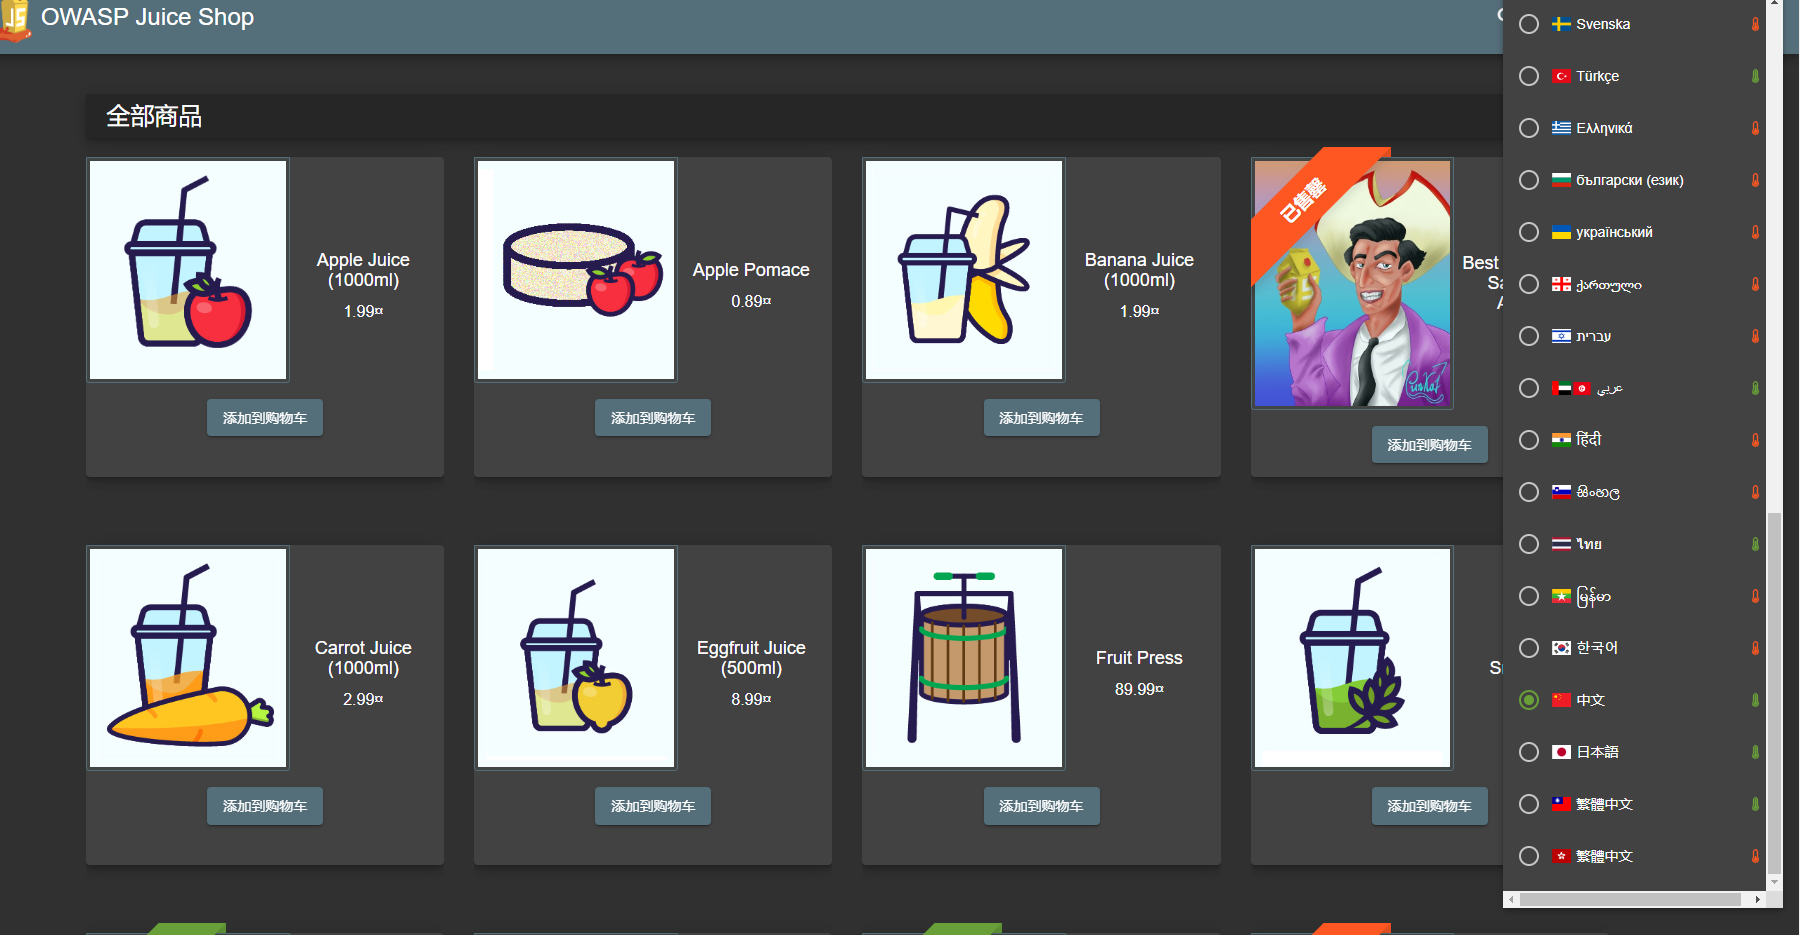 OWASP Juice Shop
全部商品
Apple Juice
(1000ml)
1.99¤
添加到购物车
Apple Pomace
0.89¤
添加到购物车
Banana Juice
(1000ml)
1.99¤
添加到购物车
已售罄
Best
添加到购物车
Carrot Juice
(1000ml)
2.99¤
添加到购物车
Eggfruit Juice
(500ml)
8.99¤
添加到购物车
Fruit Press
89.99¤
添加到购物车
添加到购物车
Svenska
Türkçe
Ελληνικά
български (език)
український
ქართული
עברית
عربي
हिंदी
සිංහල
ไทย
မြန်မာ
한국어
中文
日本語
繁體中文
繁體中文